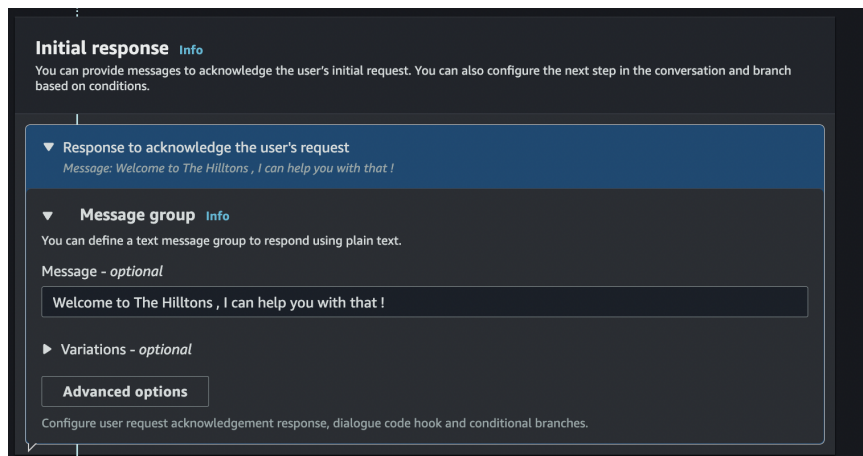 Initial response Info
You can provide messages to acknowledge the user's initial request. You can also configure the next step in the conversation and branch
based on conditions.
Response to acknowledge the user's request
Message: Welcome to The Hilltons , I can help you with that !
Message group Info
You can define a text message group to respond using plain text.
Message - optional
Welcome to The Hilltons , I can help you with that !
Variations - optional
Advanced options
Configure user request acknowledgement response, dialogue code hook and conditional branches.